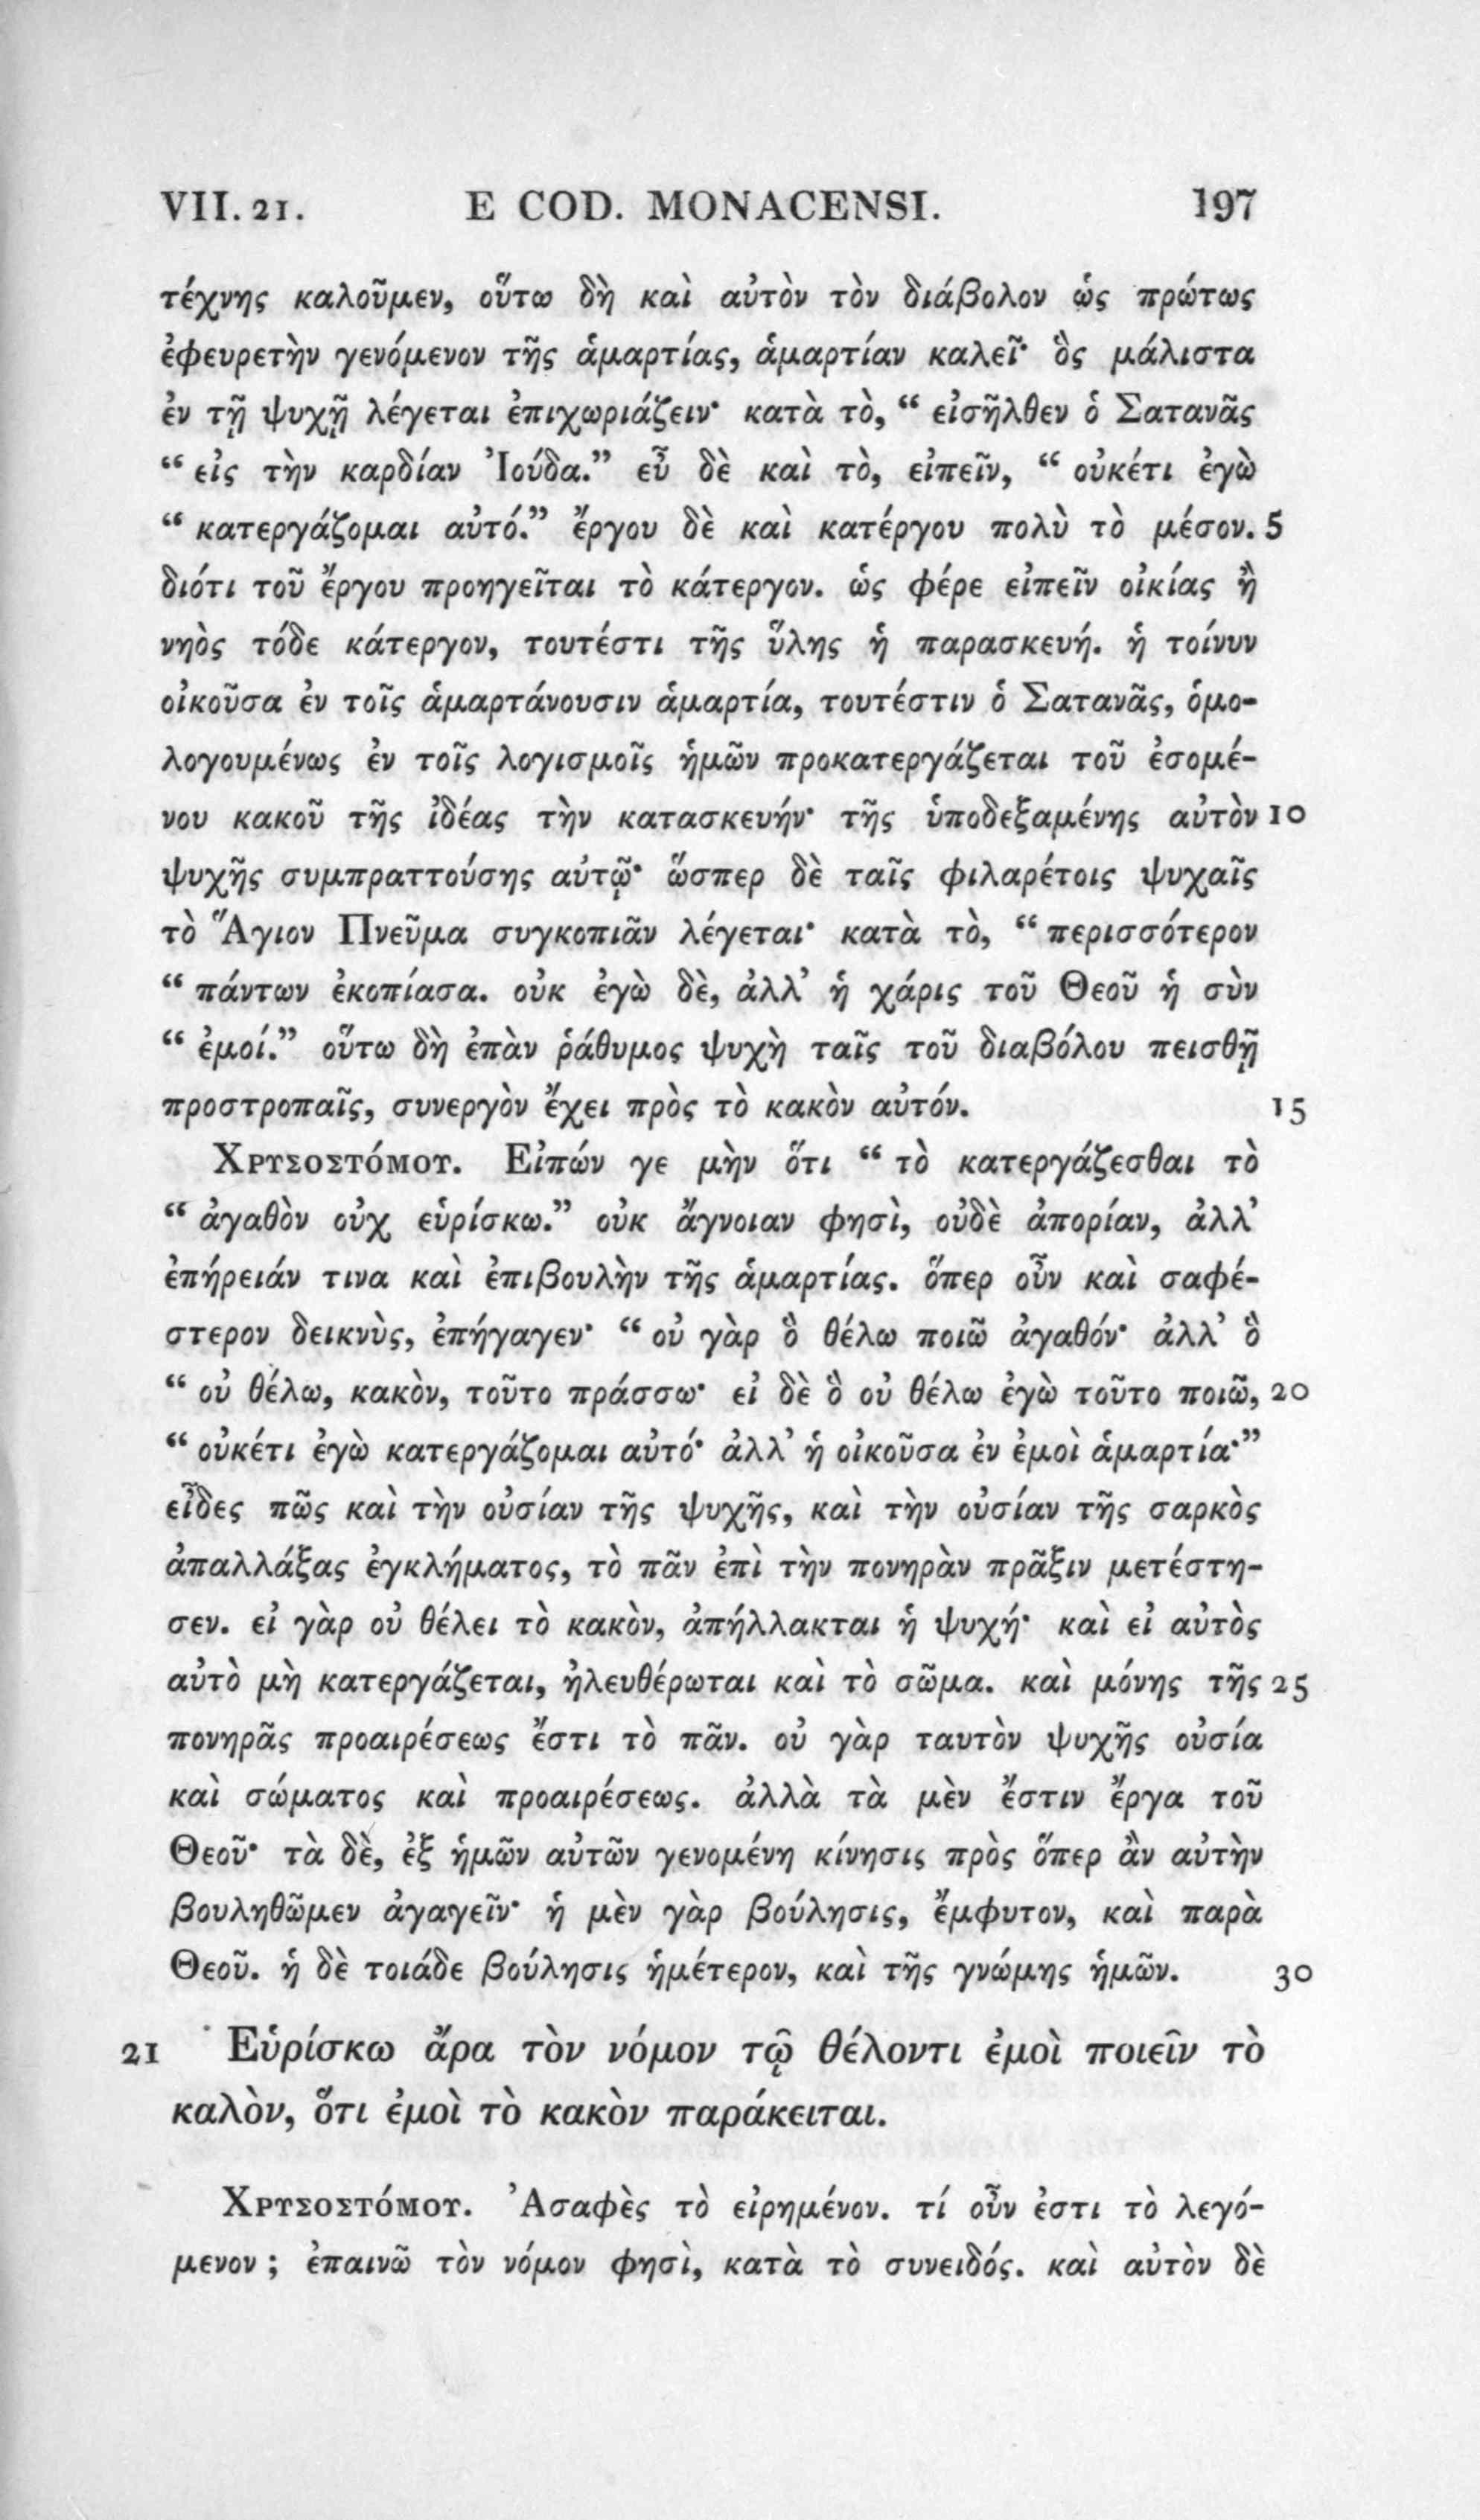 VII. 21. E COD. MONACENSI. 197
τέχνης καλοῦμεν, οὕτω δὴ καὶ αὐτὸν τὸν διάβολον ὡς πρώτως
ἐφευρετὴν γενόμενον τῆς ἁμαρτίας, ἁμαρτίαν καλεῖ· ὃς μάλιστα
ἐν τῇ ψυχῇ λέγεται ἐπιχωριάζειν· κατὰ τὸ, “ εἰσῆλθεν ὁ Σατανᾶς
“ εἰς τὴν καρδίαν Ἰούδα.” εὖ δὲ καὶ τὸ, εἰπεῖν, “ οὐκέτι ἐγὼ
“ κατεργάζομαι αὐτό.” ἔργου δὲ καὶ κατέργου πολὺ τὸ μέσον. 5
διότι τοῦ ἔργου προηγεῖται τὸ κάτεργον. ὡς φέρε εἰπεῖν οἰκίας ἢ
νηὸς τόδε κάτεργον, τουτέστι τῆς ὕλης ἡ παρασκευή. ἡ τοίνυν
οἰκοῦσα ἐν τοῖς ἁμαρτάνουσιν ἁμαρτία, τουτέστιν ὁ Σατανᾶς, ὁμο-
λογουμένως ἐν τοῖς λογισμοῖς ἡμῶν προκατεργάζεται τοῦ ἐσομέ-
νου κακοῦ τῆς ἰδέας τὴν κατασκευήν· τῆς ὑποδεξαμένης αὐτὸν 10
ψυχῆς συμπραττούσης αὐτῷ· ὥσπερ δὲ ταῖς φιλαρέτοις ψυχαῖς
τὸ Ἅγιον Πνεῦμα συγκοπιᾶν λέγεται· κατὰ τὸ, “ περισσότερον
“ πάντων ἐκοπίασα. οὐκ ἐγὼ δὲ, ἀλλ’ ἡ χάρις τοῦ Θεοῦ ἡ σὺν
“ ἐμοί.” οὕτω δὴ ἐπὰν ῥάθυμος ψυχὴ ταῖς τοῦ διαβόλου πεισθῇ
προστροπαῖς, συνεργὸν ἔχει πρὸς τὸ κακὸν αὐτόν. 15
ΧΡΥΣΟΣΤΌΜΟΥ. Εἰπών γε μὴν ὅτι “ τὸ κατεργάζεσθαι τὸ
“ ἀγαθὸν οὐχ εὑρίσκω.” οὐκ ἄγνοιαν φησὶ, οὐδὲ ἀπορίαν, ἀλλ’
ἐπήρειάν τινα καὶ ἐπιβουλὴν τῆς ἁμαρτίας. ὅπερ οὖν καὶ σαφέ-
στερον δεικνὺς, ἐπήγαγεν· “ οὐ γὰρ ὃ θέλω ποιῶ ἀγαθόν· ἀλλ’ ὃ
“ οὐ θέλω, κακὸν, τοῦτο πράσσω· εἰ δὲ ὃ οὐ θέλω ἐγὼ τοῦτο ποιῶ, 20
“ οὐκέτι ἐγὼ κατεργάζομαι αὐτό· ἀλλ’ ἡ οἰκοῦσα ἐν ἐμοὶ ἁμαρτία·”
εἶδες πῶς καὶ τὴν οὐσίαν τῆς ψυχῆς, καὶ τὴν οὐσίαν τῆς σαρκὸς
ἀπαλλάξας ἐγκλήματος, τὸ πᾶν ἐπὶ τὴν πονηρὰν πρᾶξιν μετέστη-
σεν. εἰ γὰρ οὐ θέλει τὸ κακὸν, ἀπήλλακται ἡ ψυχή· καὶ εἰ αὐτὸς
αὐτὸ μὴ κατεργάζεται, ἠλευθέρωται καὶ τὸ σῶμα. καὶ μόνης τῆς 25
πονηρᾶς προαιρέσεως ἔστι τὸ πᾶν. οὐ γὰρ ταυτὸν ψυχῆς οὐσία
καὶ σώματος καὶ προαιρέσεως. ἀλλὰ τὰ μὲν ἔστιν ἔργα τοῦ
Θεοῦ· τὰ δὲ, ἐξ ἡμῶν αὐτῶν γενομένη κίνησις πρὸς ὅπερ ἂν αὐτὴν
βουληθῶμεν ἀγαγεῖν· ἡ μὲν γὰρ βούλησις, ἔμφυτον, καὶ παρὰ
Θεοῦ. ἡ δὲ τοιάδε βούλησις ἡμέτερον, καὶ τῆς γνώμης ἡμῶν. 30
21 Εὑρίσκω ἄρα τὸν νόμον τῷ θέλοντι ἐμοὶ ποιεῖν τὸ
καλὸν, ὅτι ἐμοὶ τὸ κακὸν παράκειται.
ΧΡΥΣΟΣΤΌΜΟΥ. Ἀσαφὲς τὸ εἰρημένον. τί οὖν ἐστι τὸ λεγό-
μενον ; ἐπαινῶ τὸν νόμον φησὶ, κατὰ τὸ συνειδός. καὶ αὐτὸν δὲ